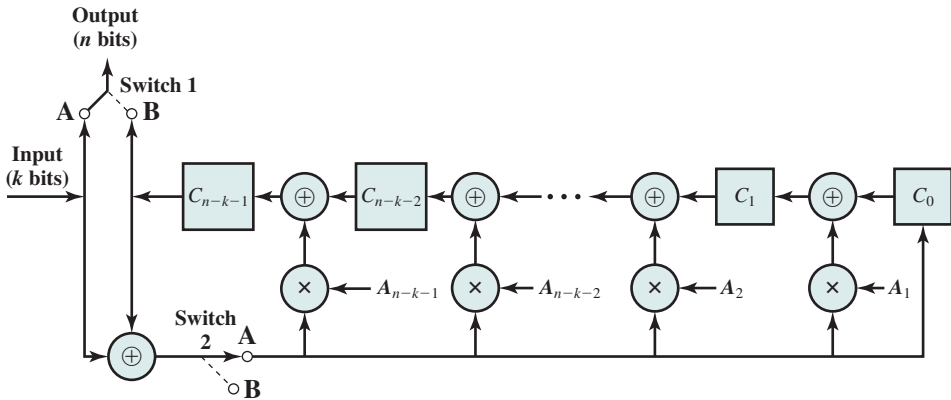 Output
(n bits)
Switch 1
A
B
Input
(k bits)
C_{n-k-1}
⊕
C_{n-k-2}
⊕
• • •
⊕
C_1
⊕
C_0
×
A_{n-k-1}
×
A_{n-k-2}
×
A_2
×
A_1
⊕
Switch
2
A
B